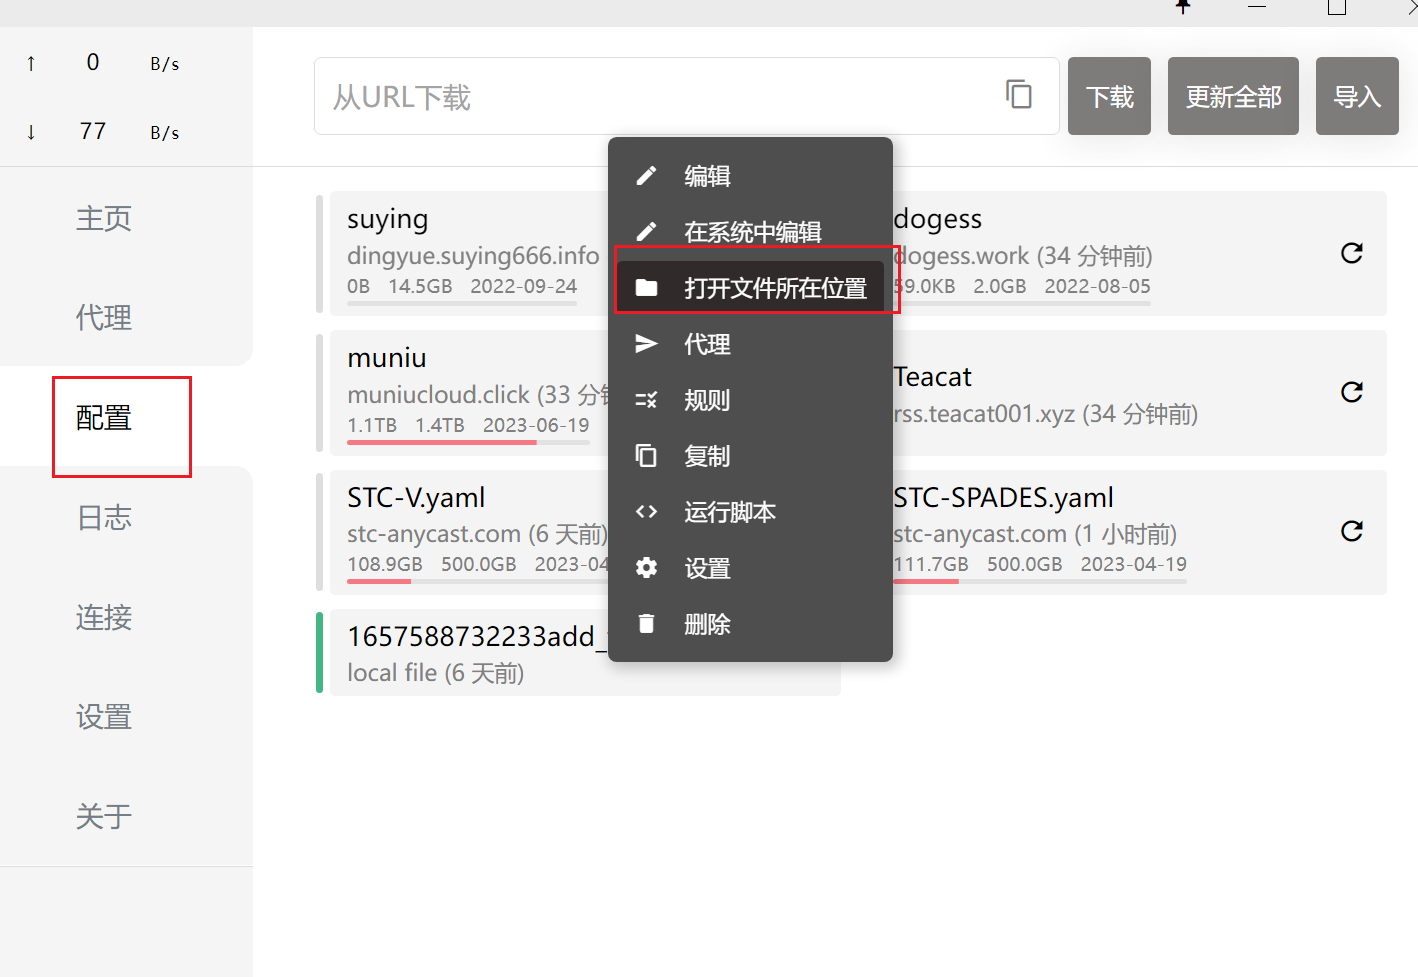 ↑ 0 B/s
↓ 77 B/s
主页
代理
配置
日志
连接
设置
关于
从URL下载
下载
更新全部
导入
suying
dingyue.suying666.info
0B 14.5GB 2022-09-24
dogess
dogess.work (34 分钟前)
59.0KB 2.0GB 2022-08-05
muniu
muniucloud.click (33 分
1.1TB 1.4TB 2023-06-19
Teacat
rss.teacat001.xyz (34 分钟前)
STC-V.yaml
stc-anycast.com (6 天前)
108.9GB 500.0GB 2023-04
STC-SPADES.yaml
stc-anycast.com (1 小时前)
111.7GB 500.0GB 2023-04-19
1657588732233add_
local file (6 天前)
编辑
在系统中编辑
打开文件所在位置
代理
规则
复制
运行脚本
设置
删除